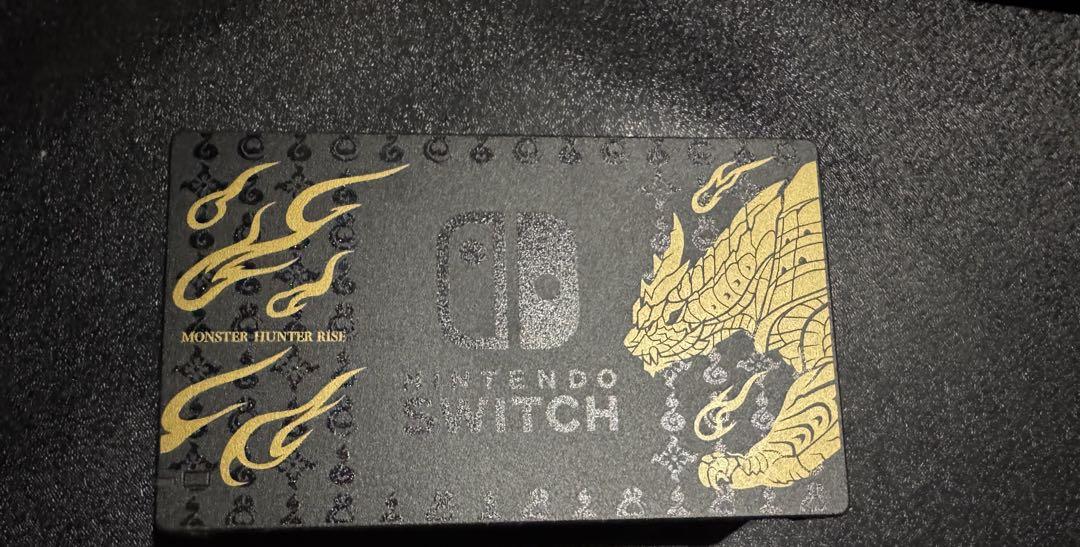 MONSTER HUNTER RISE
NINTENDO
SWITCH